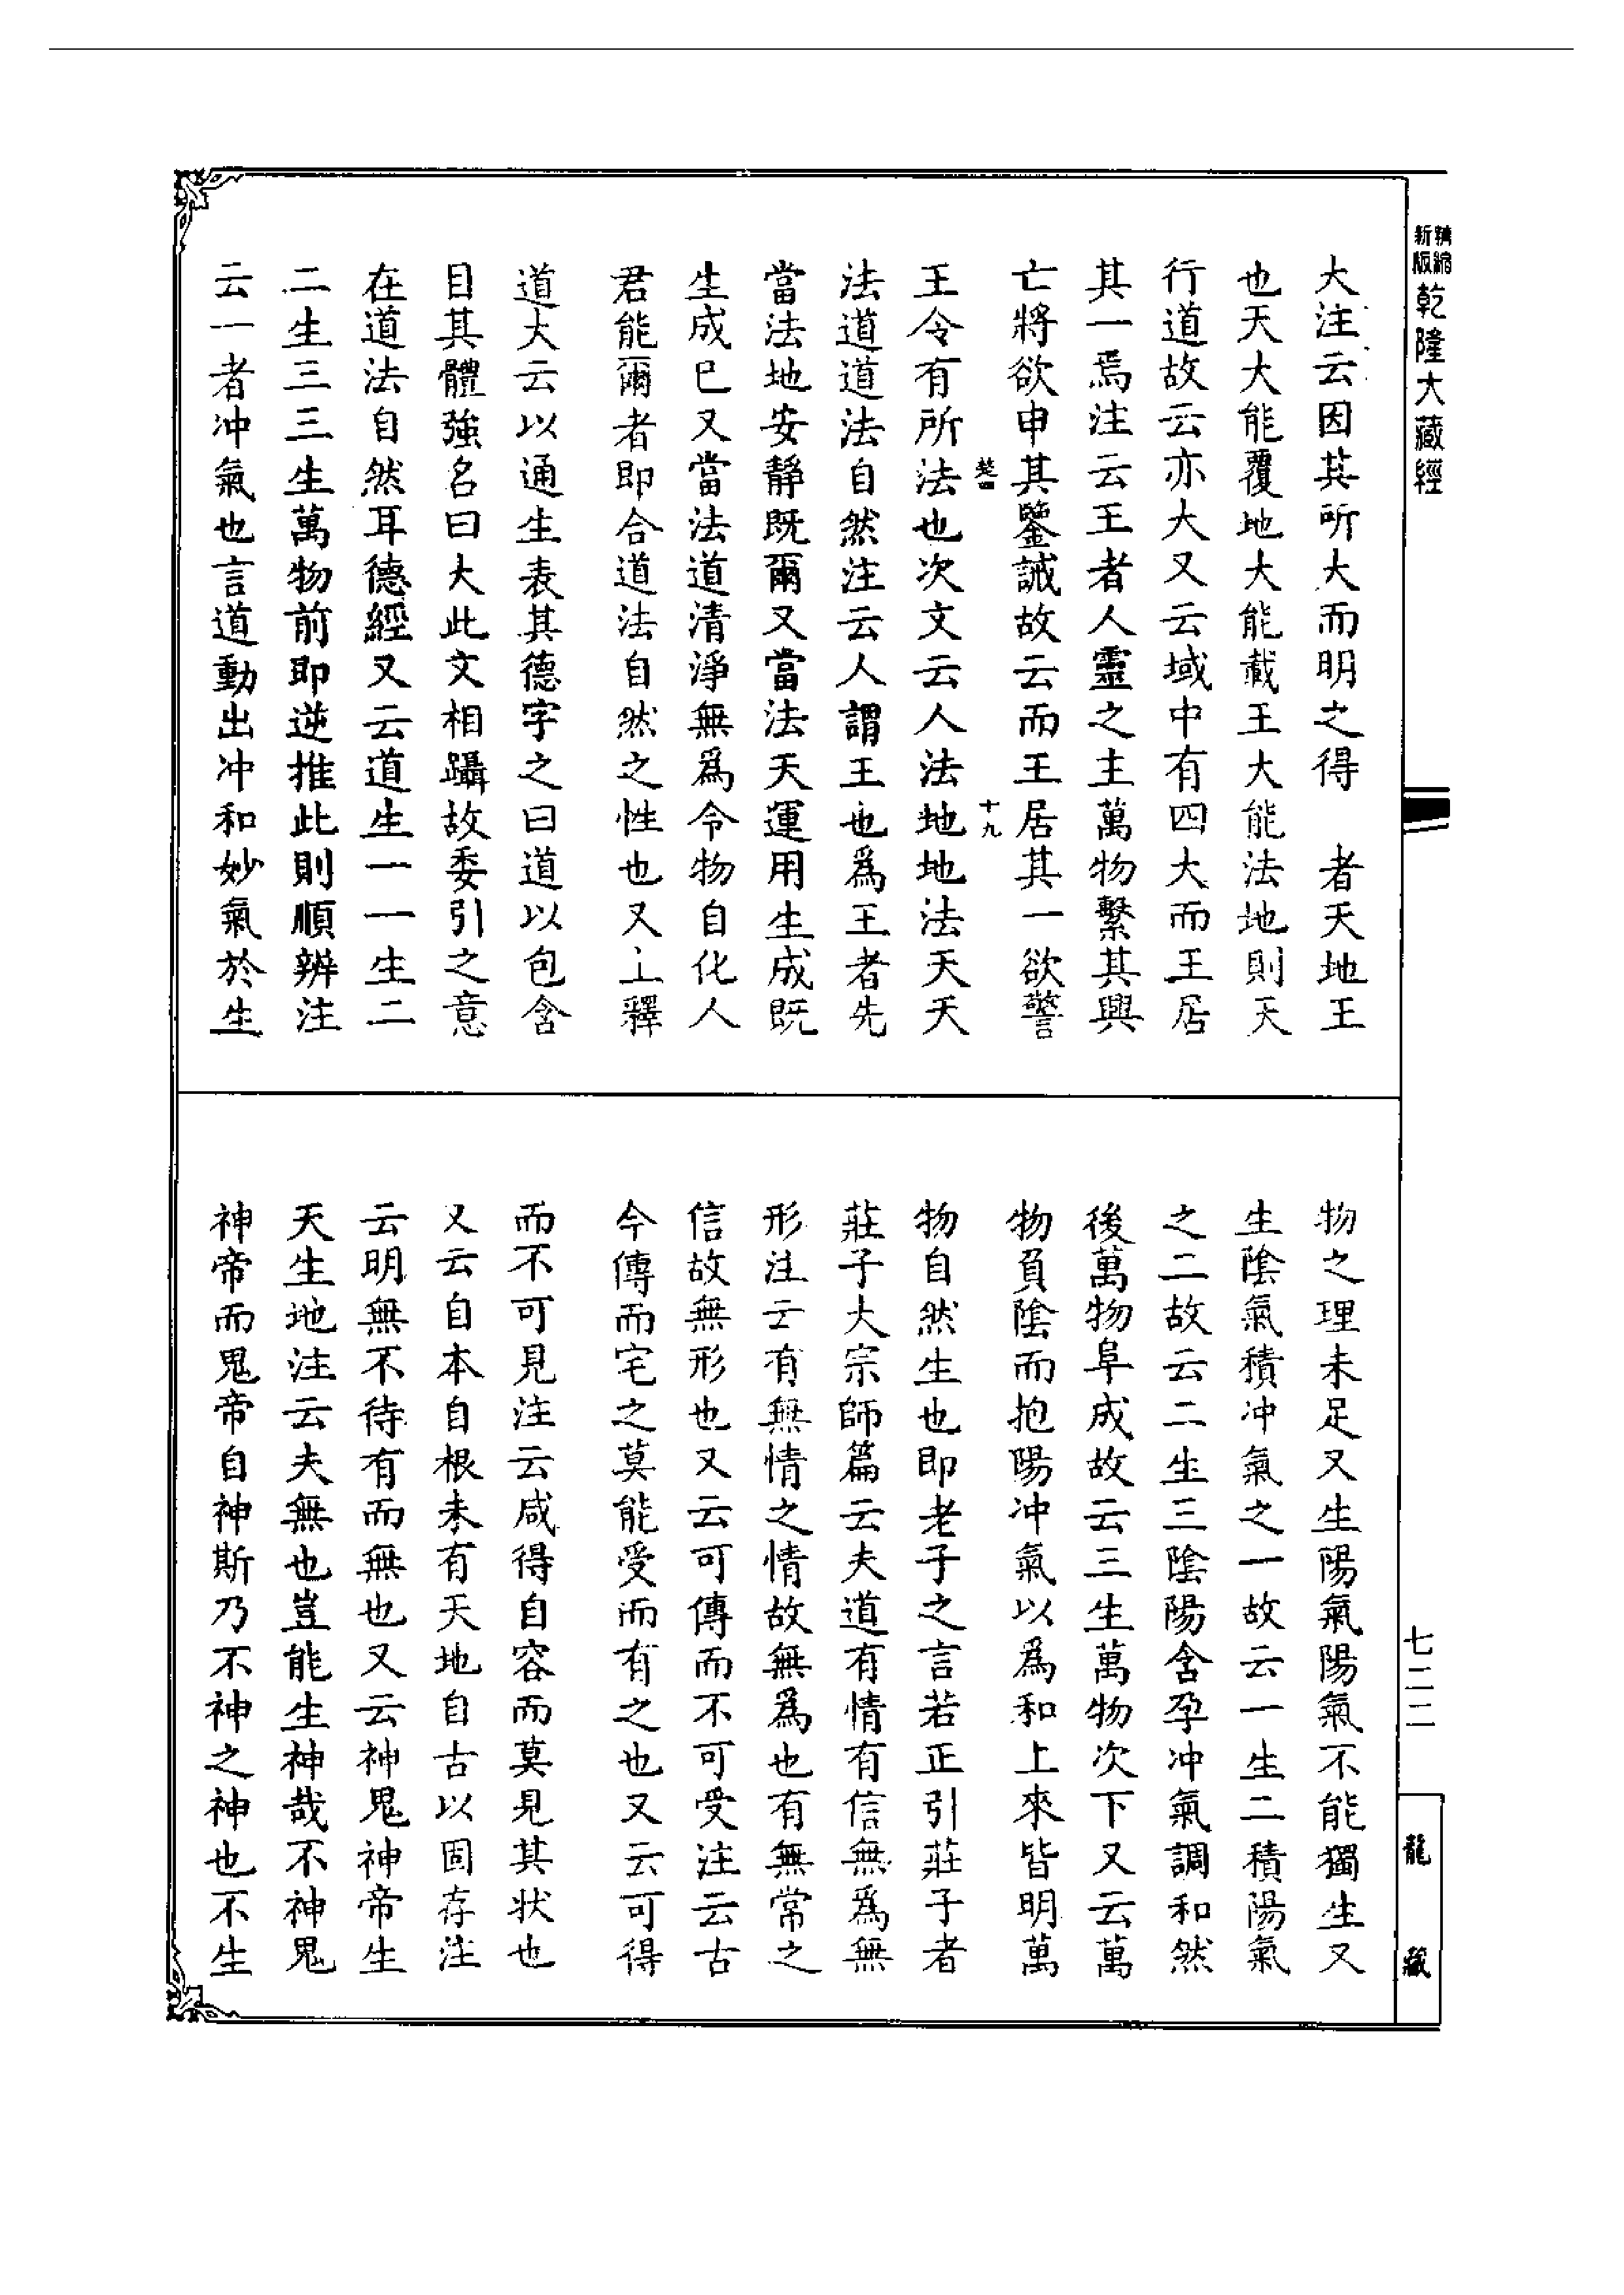 精縮新版乾隆大藏經
大注云因其所大而明之得　者天地王
也天大能覆地大能載王大能法地則天
行道故云亦大又云域中有四大而王居
其一焉注云王者人靈之主萬物繫其興
亡將欲申其鑒誡故云而王居其一欲警
十九
王令有所法也次文云人法地地法天天
法道道法自然注云人謂王也爲王者先
當法地安靜既爾又當法天運用生成既
生成已又當法道清淨無爲令物自化人
君能爾者即合道法自然之性也又上釋
道大云以通生表其德字之曰道以包含
目其體強名曰大此文相躡故委引之意
在道法自然耳德經又云道生一一生二
二生三三生萬物前即逆推此則順辨注
云一者冲氣也言道動出冲和妙氣於生
物之理未足又生陽氣陽氣不能獨生又
生陰氣積冲氣之一故云一生二積陽氣
之二故云二生三陰陽含孕冲氣調和然
後萬物阜成故云三生萬物次下又云萬
物負陰而抱陽冲氣以爲和上來皆明萬
物自然生也即老子之言若正引莊子者
莊子大宗師篇云夫道有情有信無爲無
形注云有無情之情故無爲也有無常之
信故無形也又云可傳而不可受注云古
今傳而宅之莫能受而有之也又云可得
而不可見注云咸得自容而莫見其狀也
又云自本自根未有天地自古以固存注
云明無不待有而無也又云神鬼神帝生
天生地注云夫無也豈能生神哉不神鬼
神帝而鬼帝自神斯乃不神之神也不生
七二二
龍藏